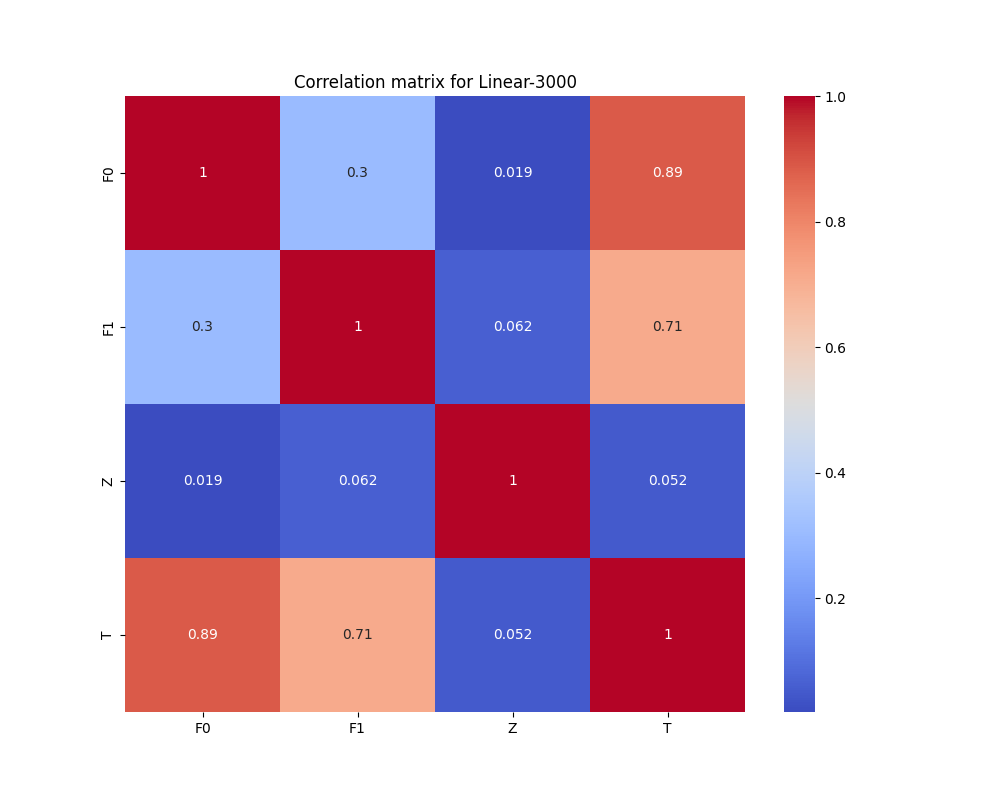 Correlation matrix for Linear-3000
F0 1 0.3 0.019 0.89
F1 0.3 1 0.062 0.71
Z 0.019 0.062 1 0.052
T 0.89 0.71 0.052 1
F0 F1 Z T
1.0
0.8
0.6
0.4
0.2